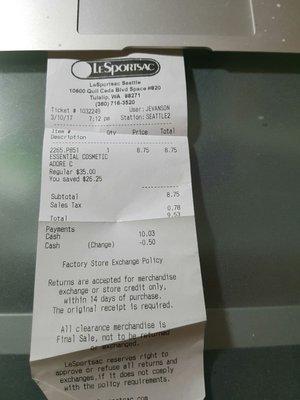 LeSportsac
LeSportsac Seattle
10600 Quil Ceda Blvd Space #820
Tulalip, WA 98271
(360) 716-3520
Ticket # 1032249 User: JEVANSON
3/10/17 7:12 pm Station: SEATTLE2
Item # Qty Price Total
Description
2265.P851 1 8.75 8.75
ESSENTIAL COSMETIC
ADORE C
Regular $35.00
You saved $26.25
Subtotal 8.75
Sales Tax 0.78
Total 9.53
Payments
Cash 10.03
Cash (Change) -0.50
Factory Store Exchange Policy
Returns are accepted for merchandise
exchange or store credit only,
within 14 days of purchase.
The original receipt is required.
All clearance merchandise is
Final Sale, not to be returned
or exchanged.
LeSportsac reserves right to
approve or refuse all returns and
exchanges if it does not comply
with the policy requirements.